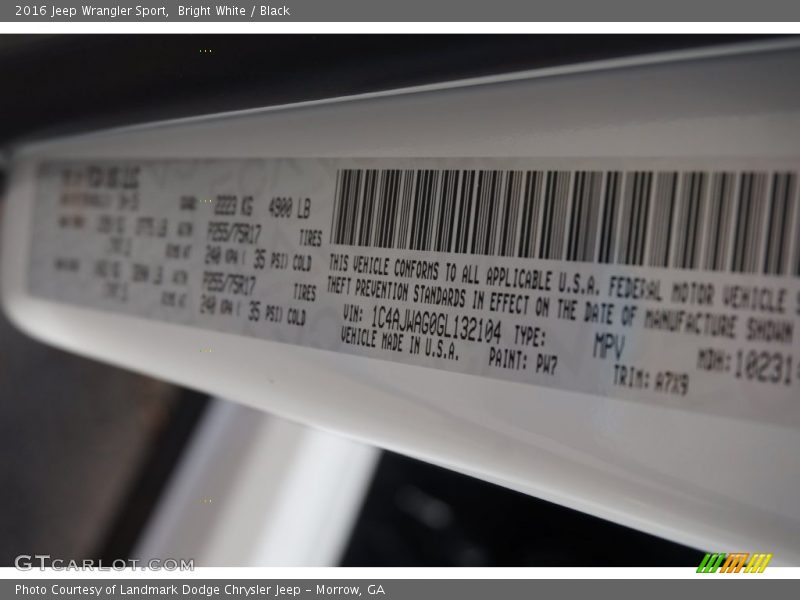 2016 Jeep Wrangler Sport, Bright White / Black
2223 KG 4900 LB
P255/75R17 TIRES
240 KPA ( 35 PSI) COLD
P255/75R17 TIRES
240 KPA ( 35 PSI) COLD
THIS VEHICLE CONFORMS TO ALL APPLICABLE U.S.A. FEDERAL MOTOR VEHICLE S
THEFT PREVENTION STANDARDS IN EFFECT ON THE DATE OF MANUFACTURE SHOWN
VIN: 1C4AJWAG0GL132104 TYPE: MPV MDH: 10231
VEHICLE MADE IN U.S.A. PAINT: PW7 TRIM: A7X9
GTCARLOT.COM
Photo Courtesy of Landmark Dodge Chrysler Jeep – Morrow, GA